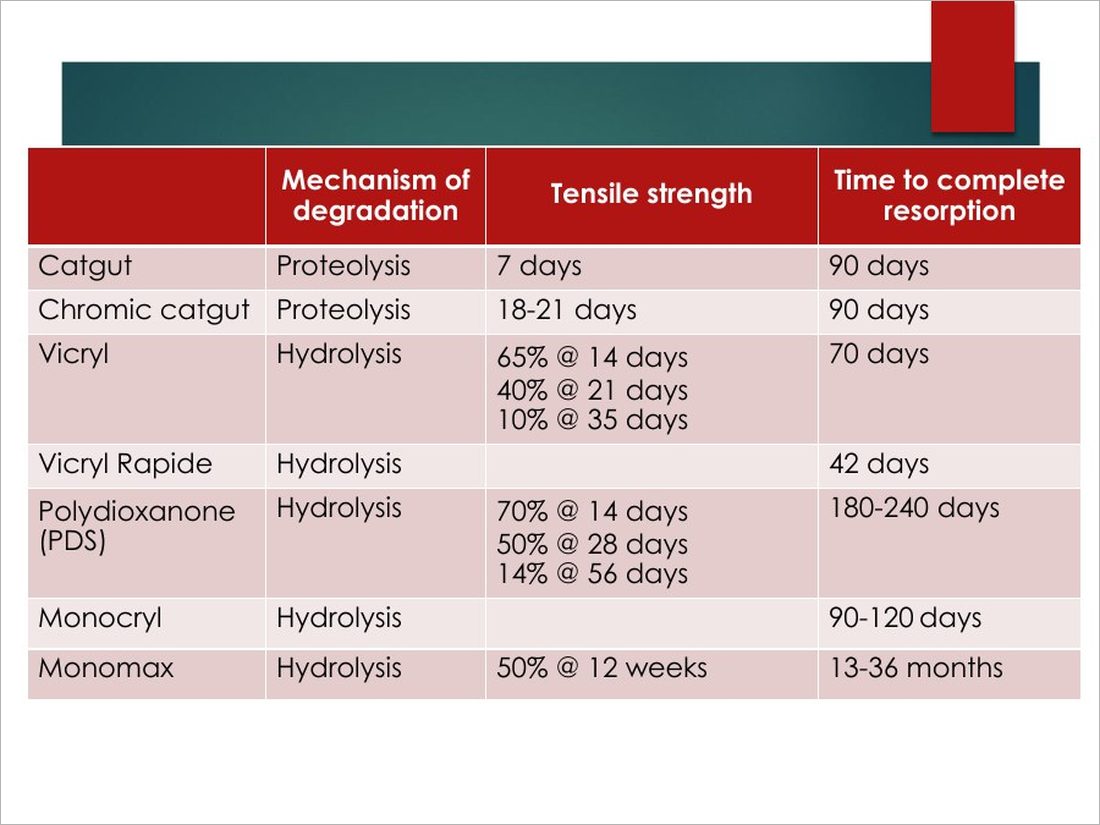 Mechanism of degradation Tensile strength Time to complete resorption
Catgut Proteolysis 7 days 90 days
Chromic catgut Proteolysis 18-21 days 90 days
Vicryl Hydrolysis 65% @ 14 days 70 days
40% @ 21 days
10% @ 35 days
Vicryl Rapide Hydrolysis 42 days
Polydioxanone (PDS) Hydrolysis 70% @ 14 days 180-240 days
50% @ 28 days
14% @ 56 days
Monocryl Hydrolysis 90-120 days
Monomax Hydrolysis 50% @ 12 weeks 13-36 months